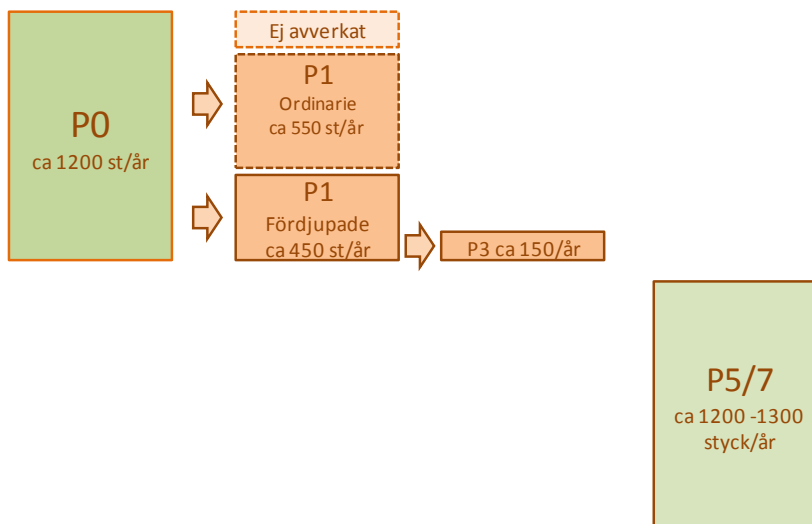 P0
ca 1200 st/år
Ej avverkat
P1
Ordinarie
ca 550 st/år
P1
Fördjupade
ca 450 st/år
P3 ca 150/år
P5/7
ca 1200 -1300
styck/år